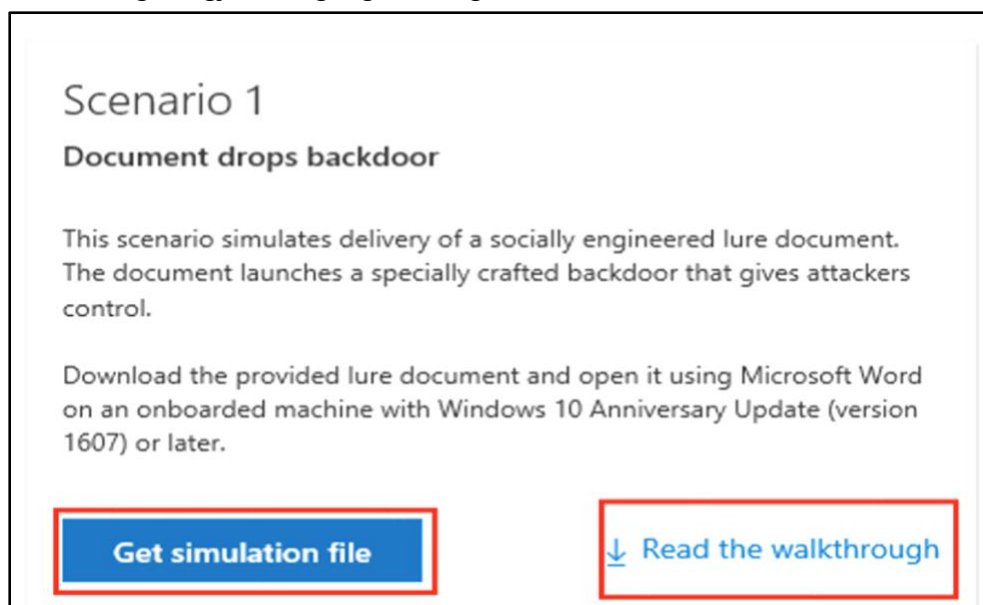 Scenario 1
Document drops backdoor
This scenario simulates delivery of a socially engineered lure document.
The document launches a specially crafted backdoor that gives attackers
control.
Download the provided lure document and open it using Microsoft Word
on an onboarded machine with Windows 10 Anniversary Update (version
1607) or later.
Get simulation file
Read the walkthrough